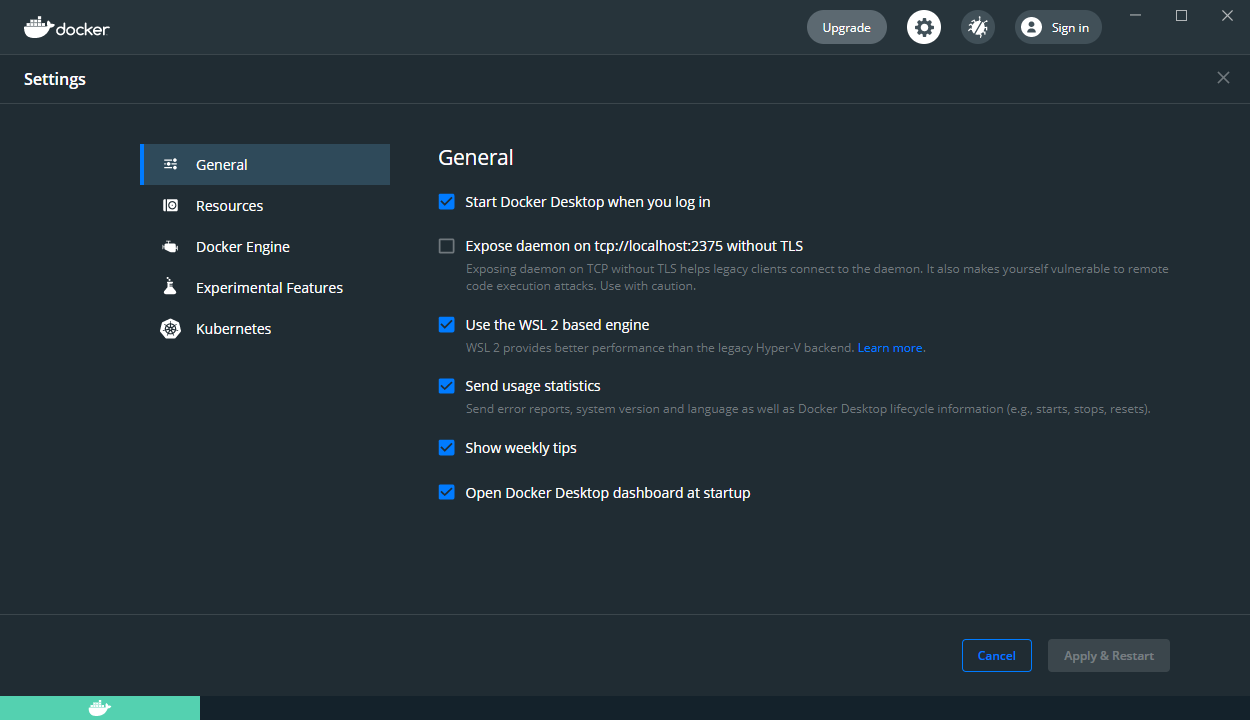 docker
Upgrade
Sign in
Settings
General
Resources
Docker Engine
Experimental Features
Kubernetes
General
Start Docker Desktop when you log in
Expose daemon on tcp://localhost:2375 without TLS
Exposing daemon on TCP without TLS helps legacy clients connect to the daemon. It also makes yourself vulnerable to remote
code execution attacks. Use with caution.
Use the WSL 2 based engine
WSL 2 provides better performance than the legacy Hyper-V backend. Learn more.
Send usage statistics
Send error reports, system version and language as well as Docker Desktop lifecycle information (e.g., starts, stops, resets).
Show weekly tips
Open Docker Desktop dashboard at startup
Cancel
Apply & Restart